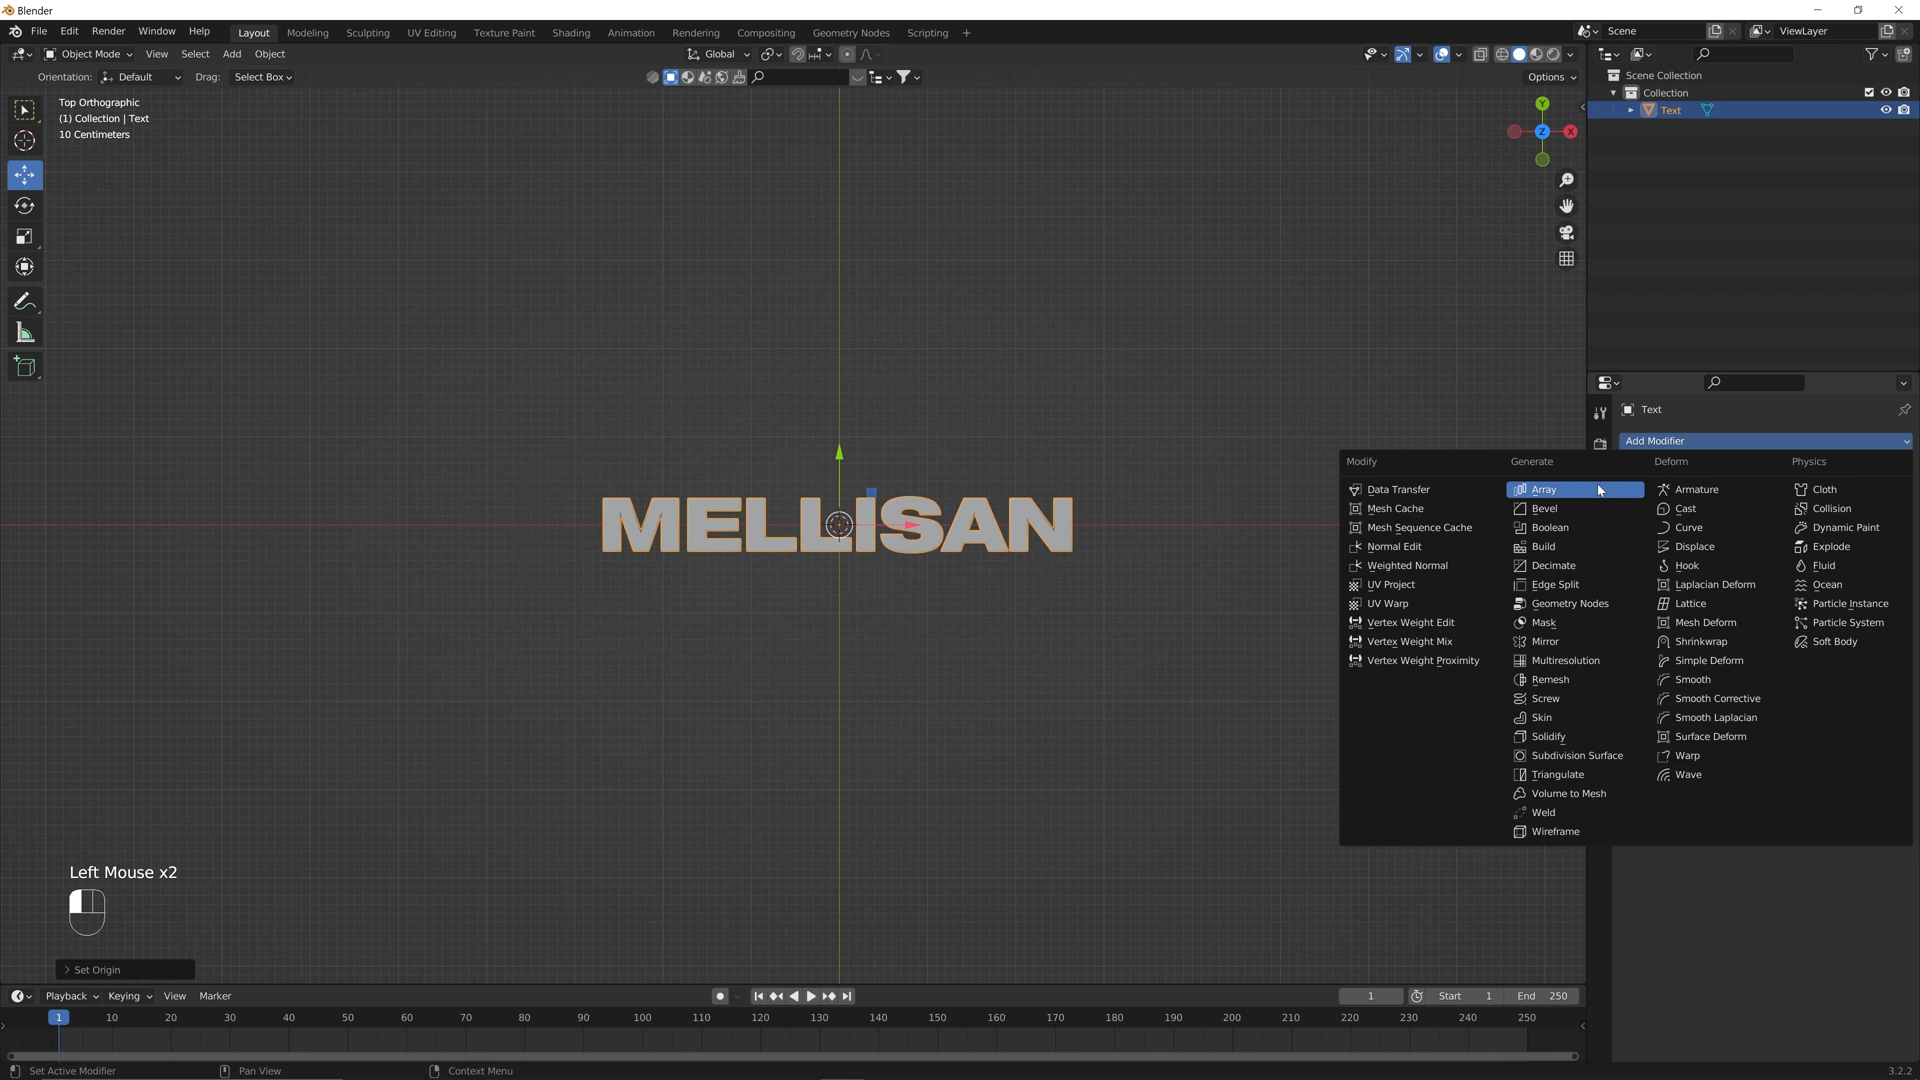 Blender
File Edit Render Window Help Layout Modeling Sculpting UV Editing Texture Paint Shading Animation Rendering Compositing Geometry Nodes Scripting + Scene ViewLayer
Object Mode View Select Add Object Global
Orientation: Default Drag: Select Box Options
Scene Collection
Collection
Text
Top Orthographic
(1) Collection | Text
10 Centimeters
Y
Z X
Text
Add Modifier
Modify Generate Deform Physics
Data Transfer Array Armature Cloth
Mesh Cache Bevel Cast Collision
Mesh Sequence Cache Boolean Curve Dynamic Paint
Normal Edit Build Displace Explode
Weighted Normal Decimate Hook Fluid
UV Project Edge Split Laplacian Deform Ocean
UV Warp Geometry Nodes Lattice Particle Instance
Vertex Weight Edit Mask Mesh Deform Particle System
Vertex Weight Mix Mirror Shrinkwrap Soft Body
Vertex Weight Proximity Multiresolution Simple Deform
Remesh Smooth
Screw Smooth Corrective
Skin Smooth Laplacian
Solidify Surface Deform
Subdivision Surface Warp
Triangulate Wave
Volume to Mesh
Weld
Wireframe
MELLISAN
Left Mouse x2
Set Origin
Playback Keying View Marker 1 Start 1 End 250
1 10 20 30 40 50 60 70 80 90 100 110 120 130 140 150 160 170 180 190 200 210 220 230 240 250
Set Active Modifier Pan View Context Menu 3.2.2